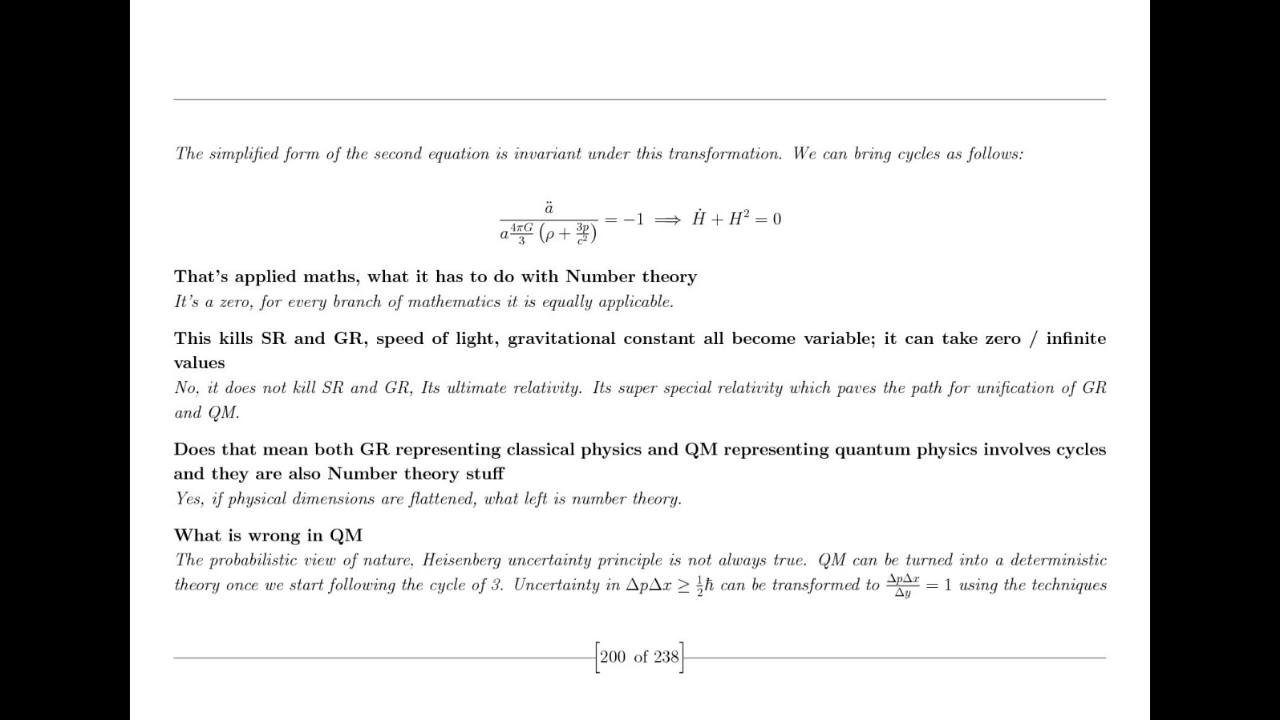 The simplified form of the second equation is invariant under this transformation. We can bring cycles as follows:
ä / a 4πG/3 (ρ + 3p/c²) = −1 ⟹ Ḣ + H² = 0
That's applied maths, what it has to do with Number theory
It's a zero, for every branch of mathematics it is equally applicable.
This kills SR and GR, speed of light, gravitational constant all become variable; it can take zero / infinite
values
No, it does not kill SR and GR, Its ultimate relativity. Its super special relativity which paves the path for unification of GR
and QM.
Does that mean both GR representing classical physics and QM representing quantum physics involves cycles
and they are also Number theory stuff
Yes, if physical dimensions are flattened, what left is number theory.
What is wrong in QM
The probabilistic view of nature, Heisenberg uncertainty principle is not always true. QM can be turned into a deterministic
theory once we start following the cycle of 3. Uncertainty in ΔpΔx ≥ ½ℏ can be transformed to ΔpΔx/Δy = 1 using the techniques
[200 of 238]